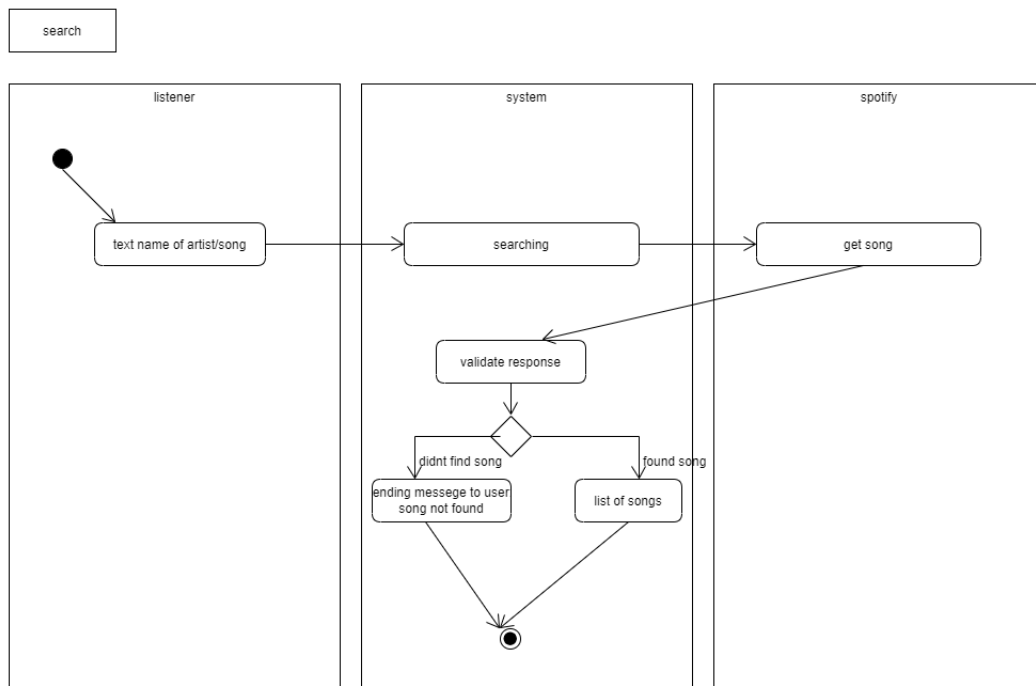 search
listener
system
spotify
text name of artist/song
searching
get song
validate response
didnt find song
found song
ending messege to user
song not found
list of songs